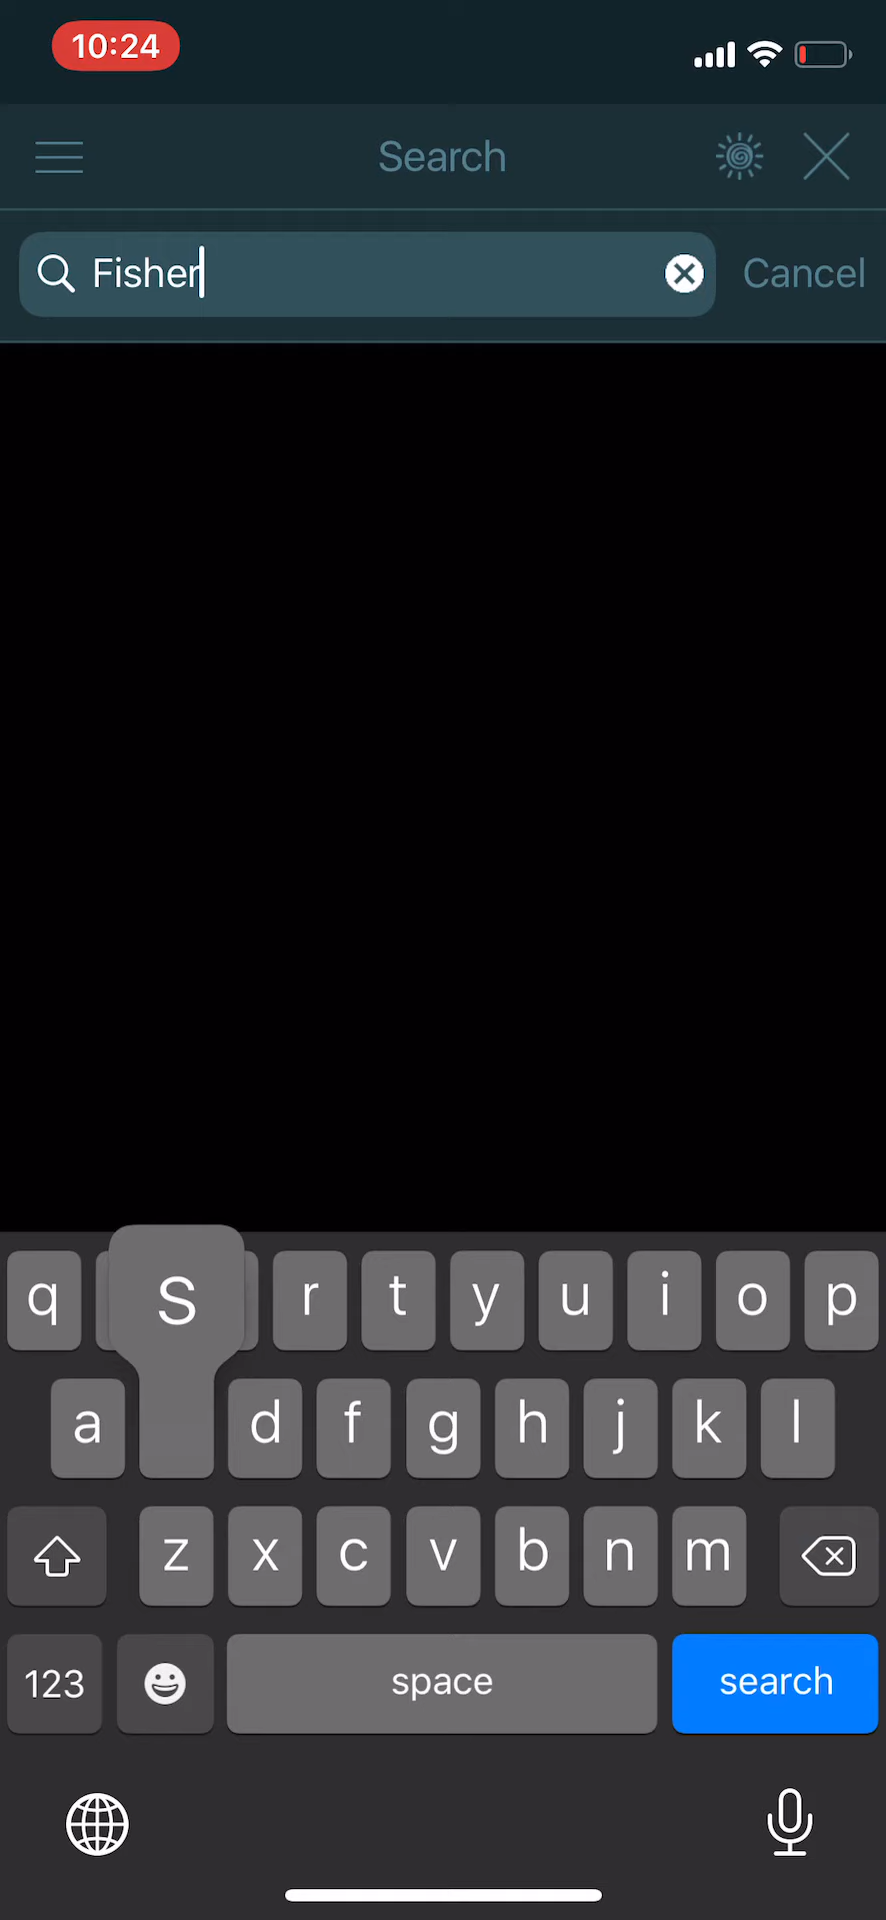 10:24
Search
Fisher
Cancel
q S r t y u i o p
a d f g h j k l
z x c v b n m
123 space search